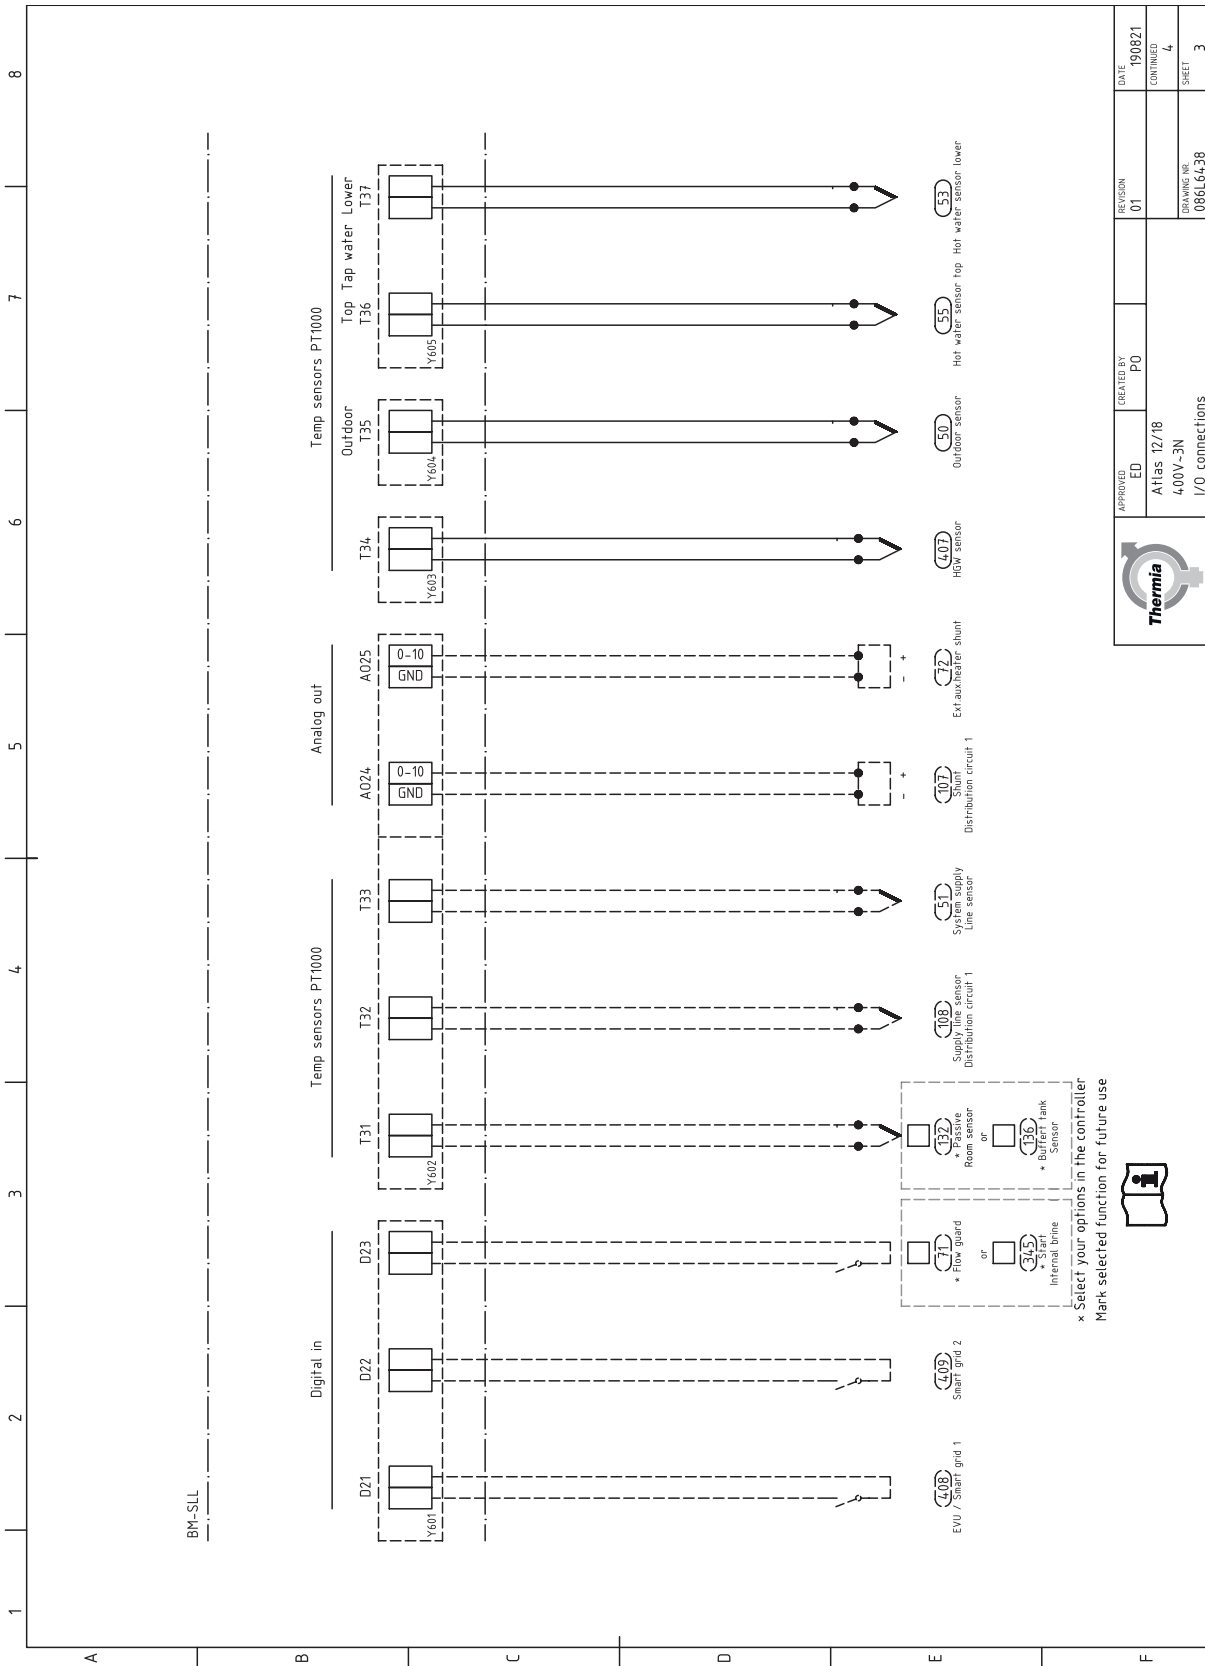 1 2 3 4 5 6 7 8
A
B
C
D
E
F
BM-SLL
Digital in
Temp sensors PT1000
Analog out
Temp sensors PT1000
Outdoor
Top Tap water Lower
D21
D22
D23
T31
T32
T33
A024
A025
T34
T35
T36
T37
0-10
GND
0-10
GND
Y601
Y602
Y603
Y604
Y605
- +
- +
408
EVU / Smart grid 1
409
Smart grid 2
71
* Flow guard
or
345
* Start
Internal brine
132
* Passive
Room sensor
or
136
* Buffert tank
Sensor
108
Supply line sensor
Distribution circuit 1
51
System supply
Line sensor
107
Shunt
Distribution circuit 1
72
Ext.aux.heater shunt
407
HGW sensor
50
Outdoor sensor
55
Hot water sensor top
53
Hot water sensor lower
* Select your options in the controller
Mark selected function for future use
i
Thermia
APPROVED
ED
CREATED BY
PO
REVISION
01
DATE
190821
Atlas 12/18
400V~3N
I/O connections
CONTINUED
4
DRAWING NR.
086L6438
SHEET
3